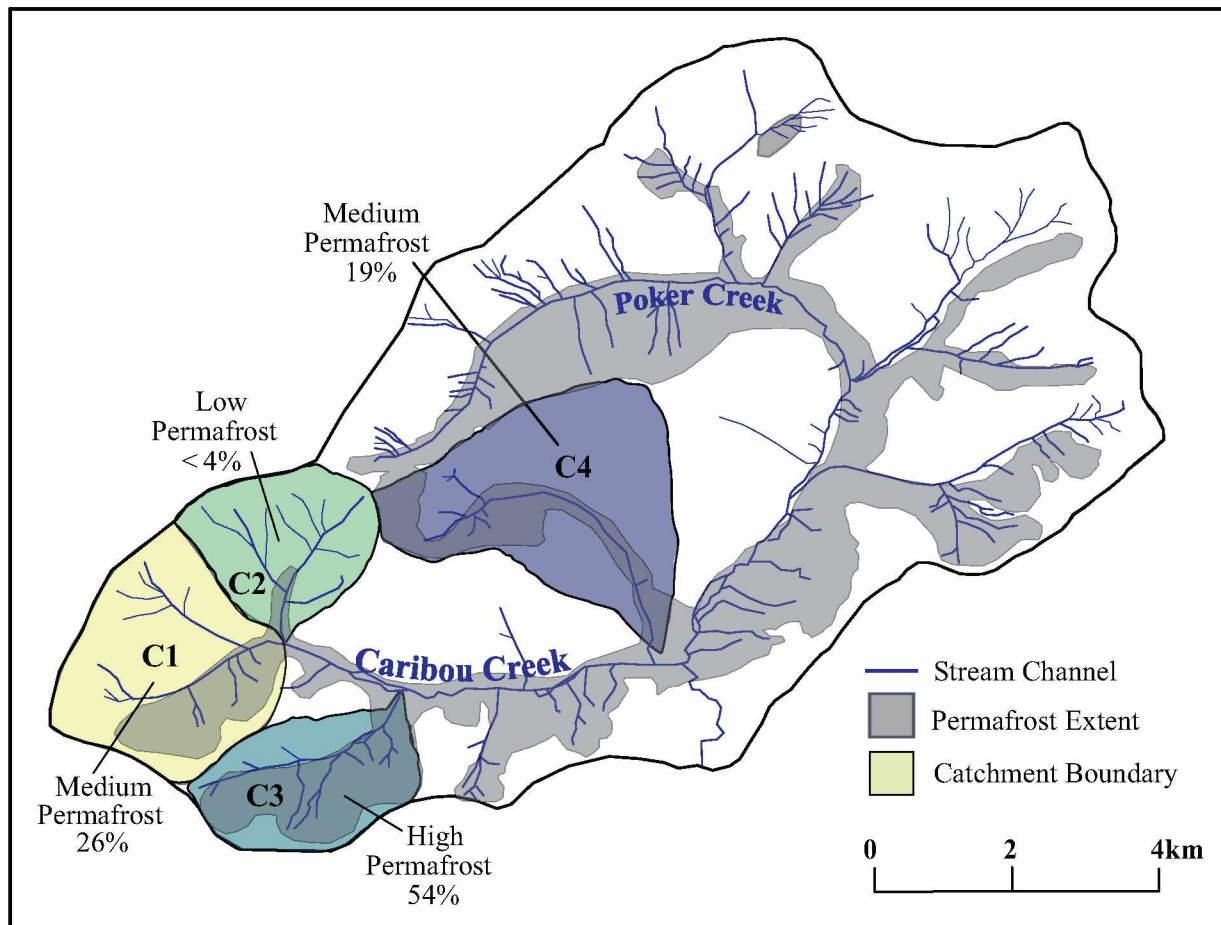 Medium
Permafrost
19%
Poker Creek
Low
Permafrost
< 4%
C4
C2
C1
Caribou Creek
C3
Medium
Permafrost
26%
High
Permafrost
54%
Stream Channel
Permafrost Extent
Catchment Boundary
0 2 4km